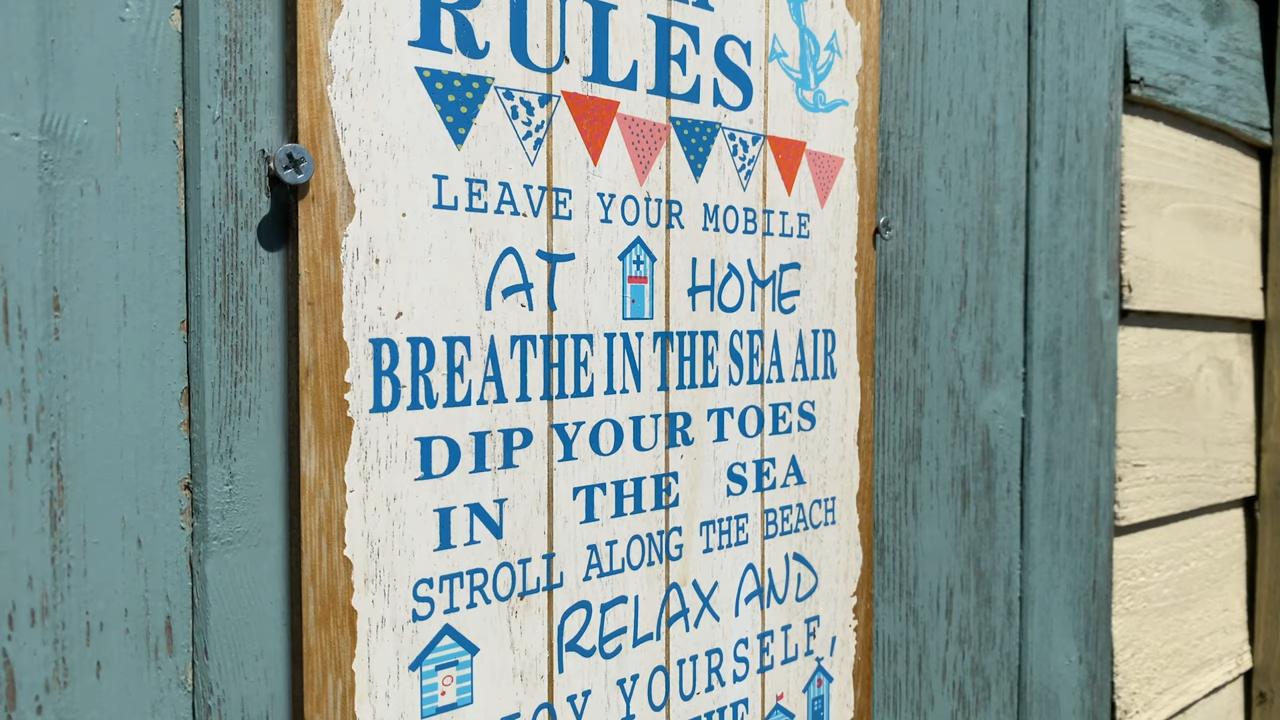 RULES
LEAVE YOUR MOBILE
AT HOME
BREATHE IN THE SEA AIR
DIP YOUR TOES
IN THE SEA
STROLL ALONG THE BEACH
RELAX AND
YOURSELF,
THE